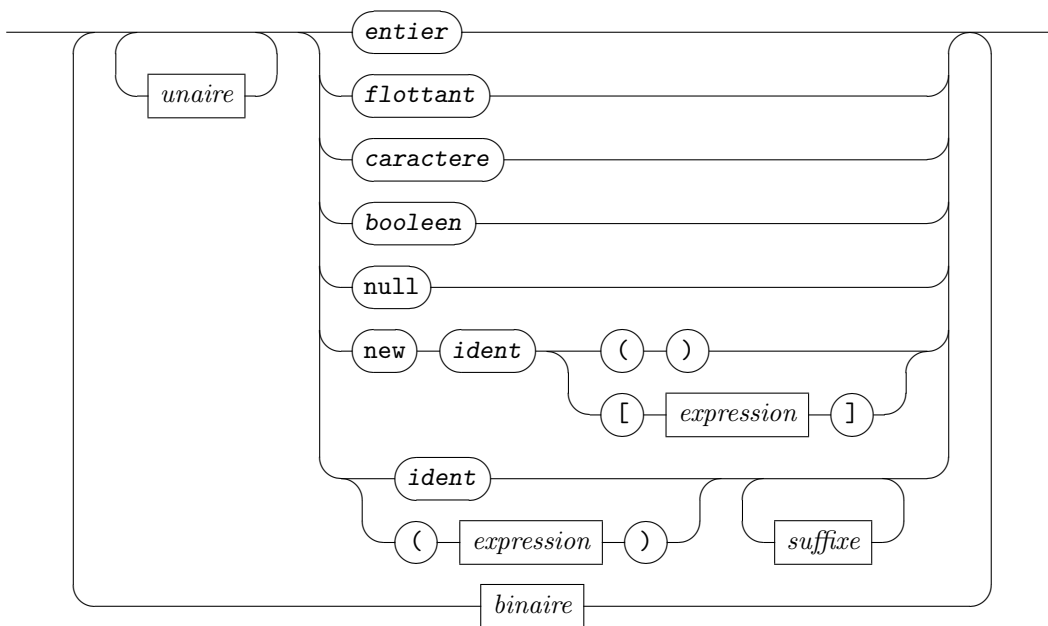 entier
unaire
flottant
caractere
booleen
null
new ident ( )
[ expression ]
ident
( expression ) suffixe
binaire